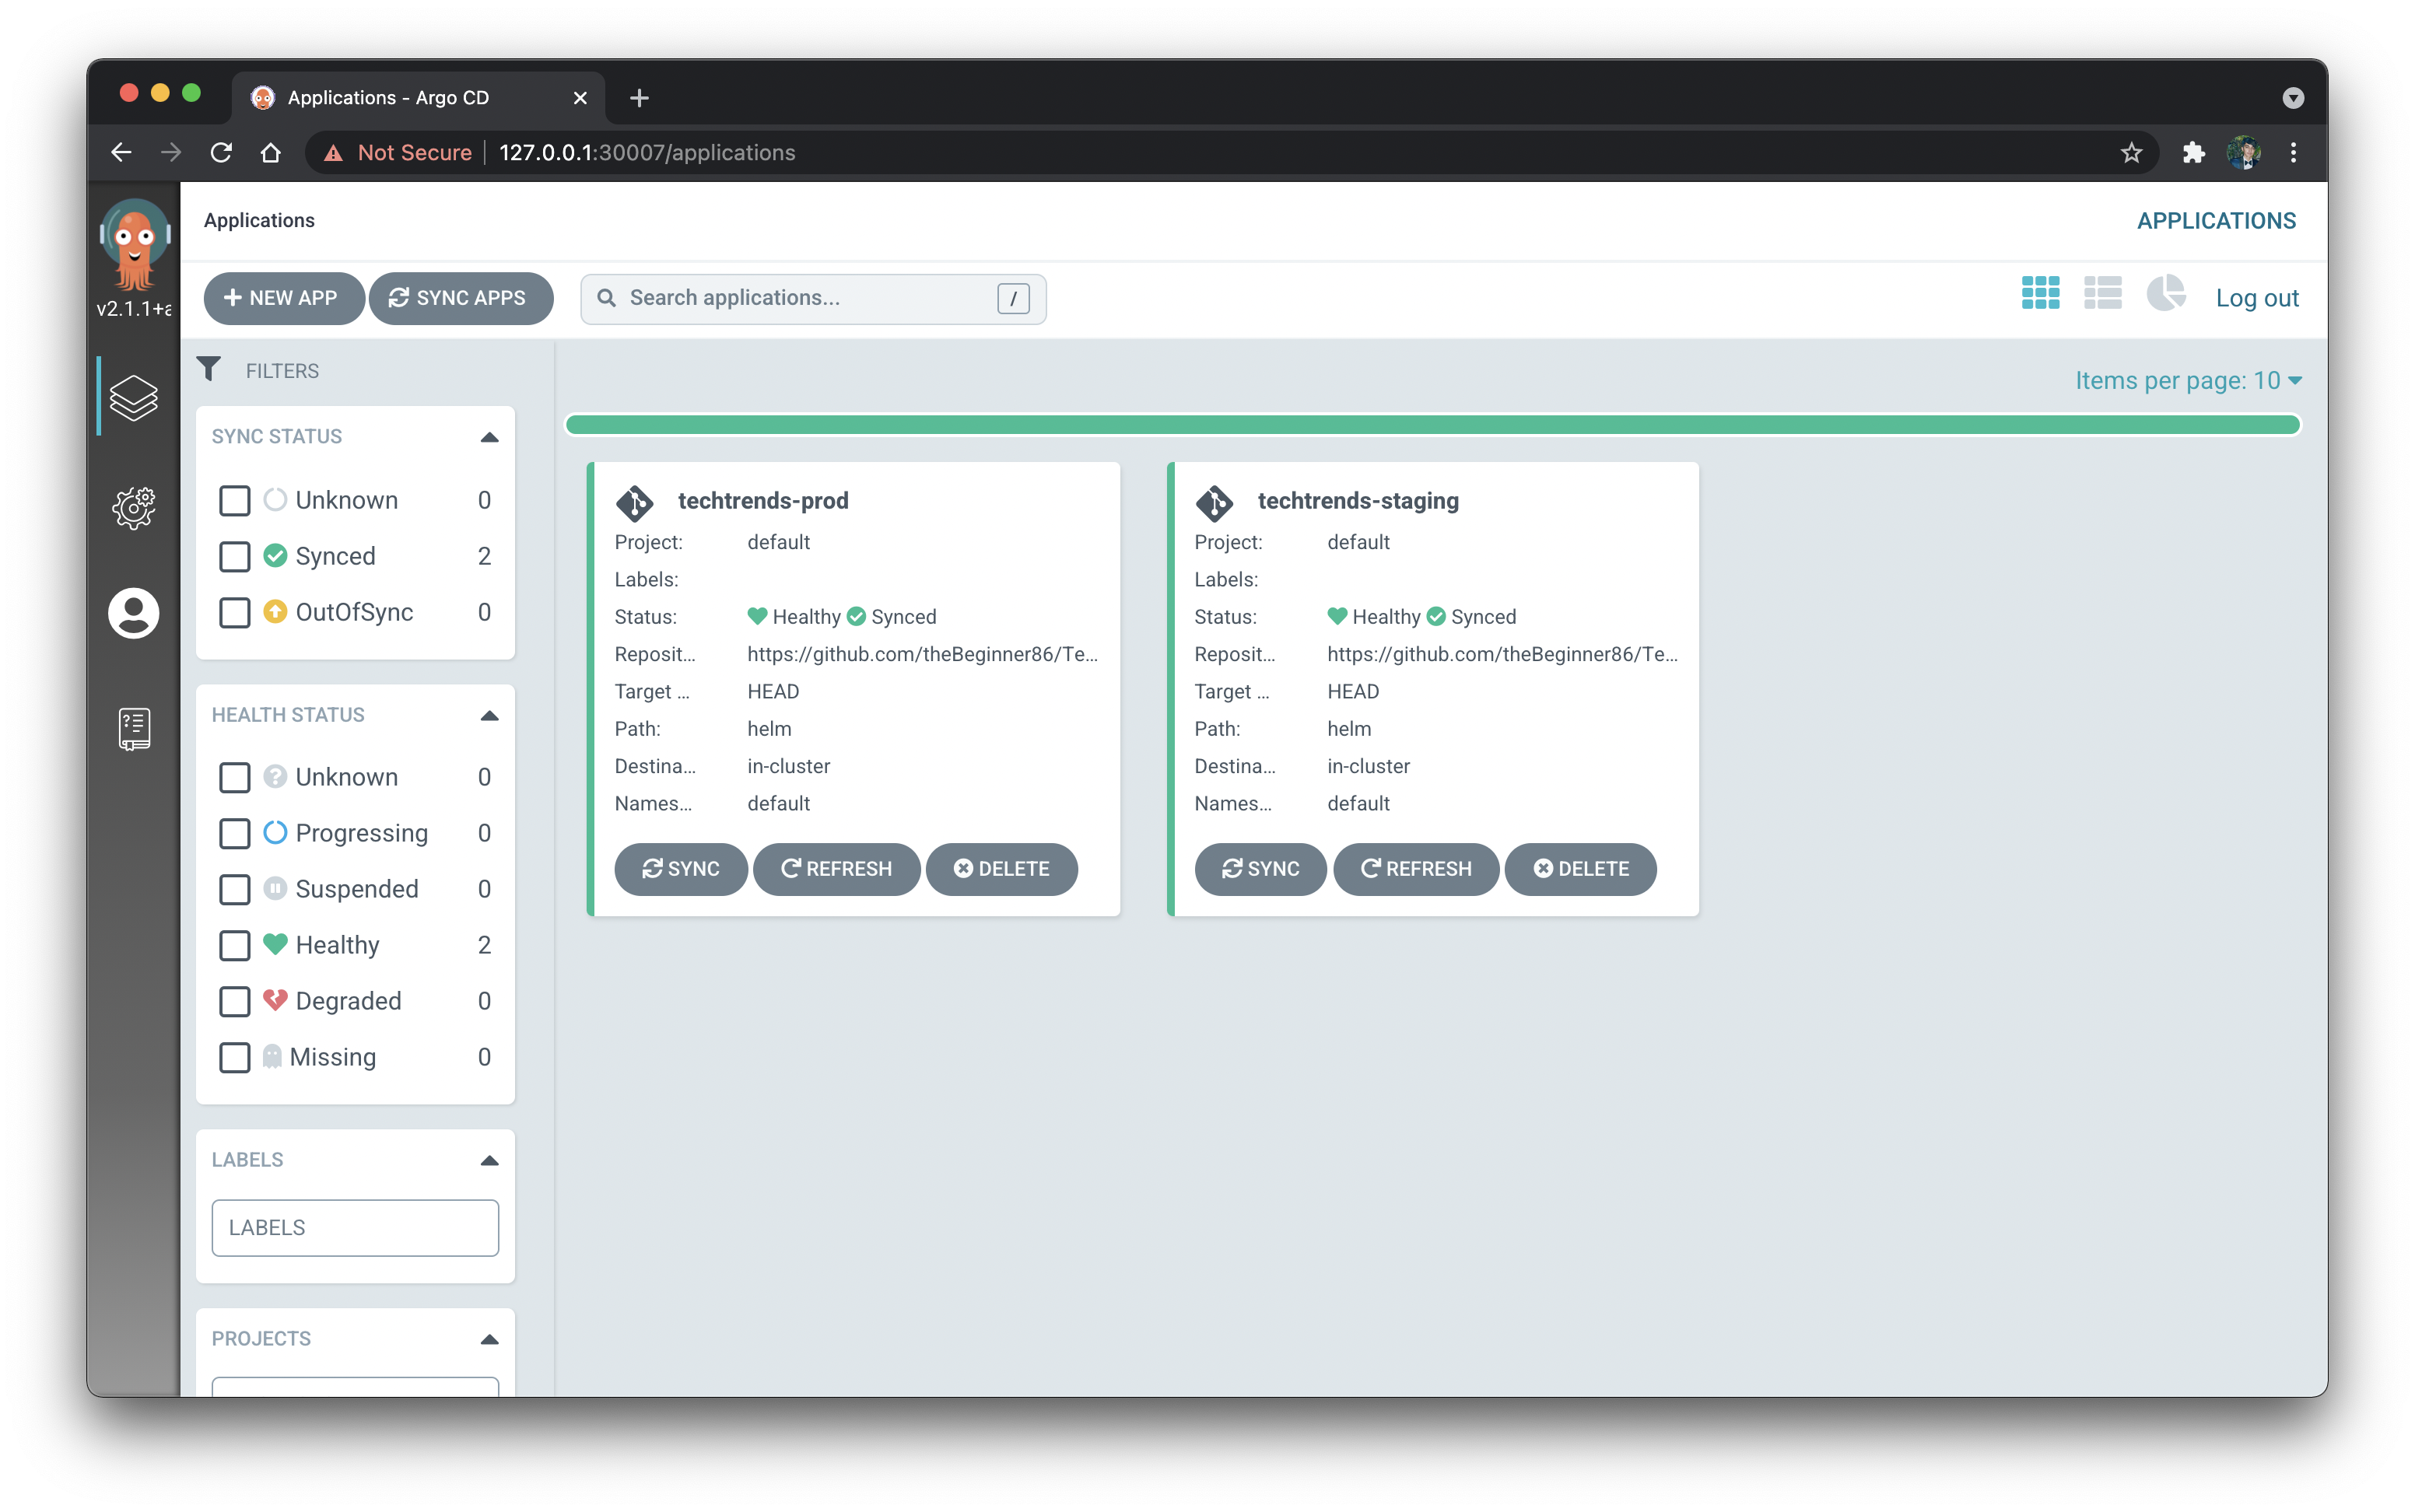 Applications - Argo CD
Not Secure
127.0.0.1:30007/applications
v2.1.1+a
Applications
APPLICATIONS
NEW APP
SYNC APPS
Search applications...
/
Log out
FILTERS
Items per page: 10
SYNC STATUS
Unknown 0
Synced 2
OutOfSync 0
HEALTH STATUS
Unknown 0
Progressing 0
Suspended 0
Healthy 2
Degraded 0
Missing 0
LABELS
LABELS
PROJECTS
techtrends-prod
Project: default
Labels:
Status: Healthy Synced
Reposit... https://github.com/theBeginner86/Te...
Target ... HEAD
Path: helm
Destina... in-cluster
Names... default
SYNC REFRESH DELETE
techtrends-staging
Project: default
Labels:
Status: Healthy Synced
Reposit... https://github.com/theBeginner86/Te...
Target ... HEAD
Path: helm
Destina... in-cluster
Names... default
SYNC REFRESH DELETE